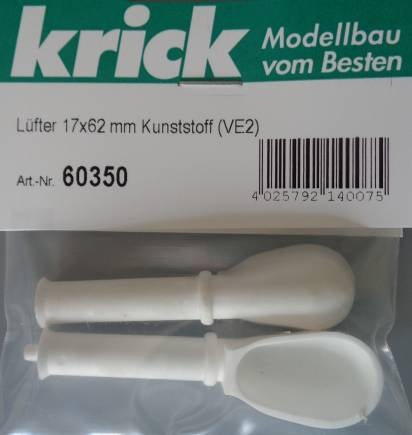 krick
Modellbau
vom Besten
Lüfter 17x62 mm Kunststoff (VE2)
Art.-Nr. 60350
4 025792 140075